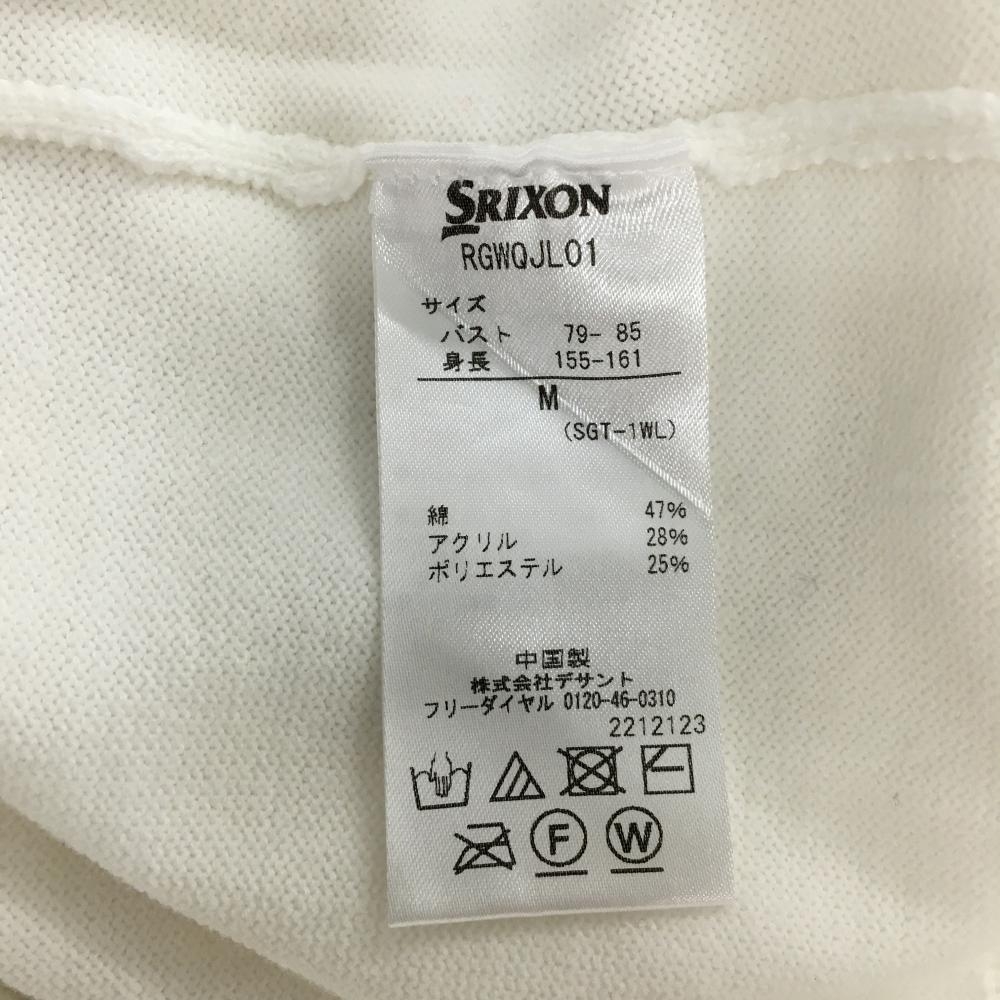 SRIXON
RGWQJL01
サイズ
バスト 79- 85
身長 155-161
M
(SGT-1WL)
綿 47%
アクリル 28%
ポリエステル 25%
中国製
株式会社デサント
フリーダイヤル 0120-46-0310
2212123
F W